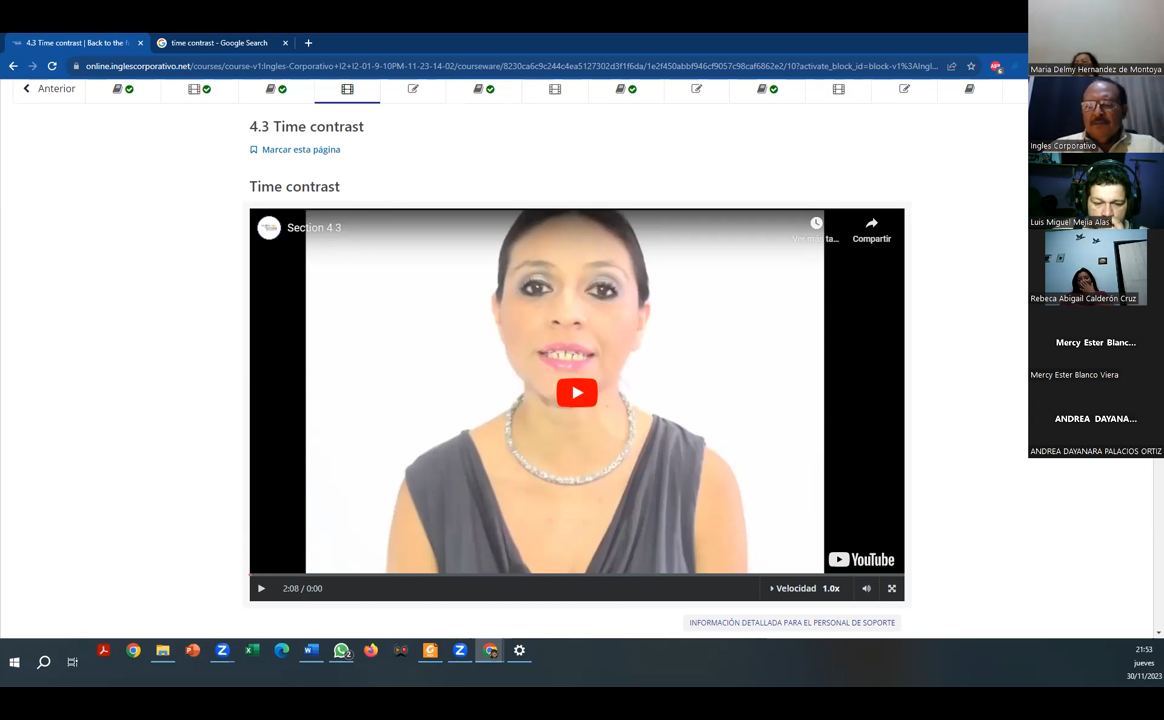 4.3 Time contrast | Back to the f
time contrast - Google Search
online.inglescorporativo.net/courses/course-v1:Ingles-Corporativo+I2+I2-01-9-10PM-11-23-14-02/courseware/8230ca6c9c244c4ea5127302d3f1f6da/1e2f450abbf946cf9057c98caf6862e2/10?activate_block_id=block-v1%3AIngl...
Anterior
4.3 Time contrast
Marcar esta página
Time contrast
Section 4 3
Ver más ta...
Compartir
YouTube
2:08 / 0:00
Velocidad 1.0x
INFORMACIÓN DETALLADA PARA EL PERSONAL DE SOPORTE
Maria Delmy Hernandez de Montoya
Ingles Corporativo
Luis Miguel Mejia Alas
Rebeca Abigail Calderón Cruz
Mercy Ester Blanc...
Mercy Ester Blanco Viera
ANDREA DAYANA...
ANDREA DAYANARA PALACIOS ORTIZ
2
21:53
jueves
30/11/2023